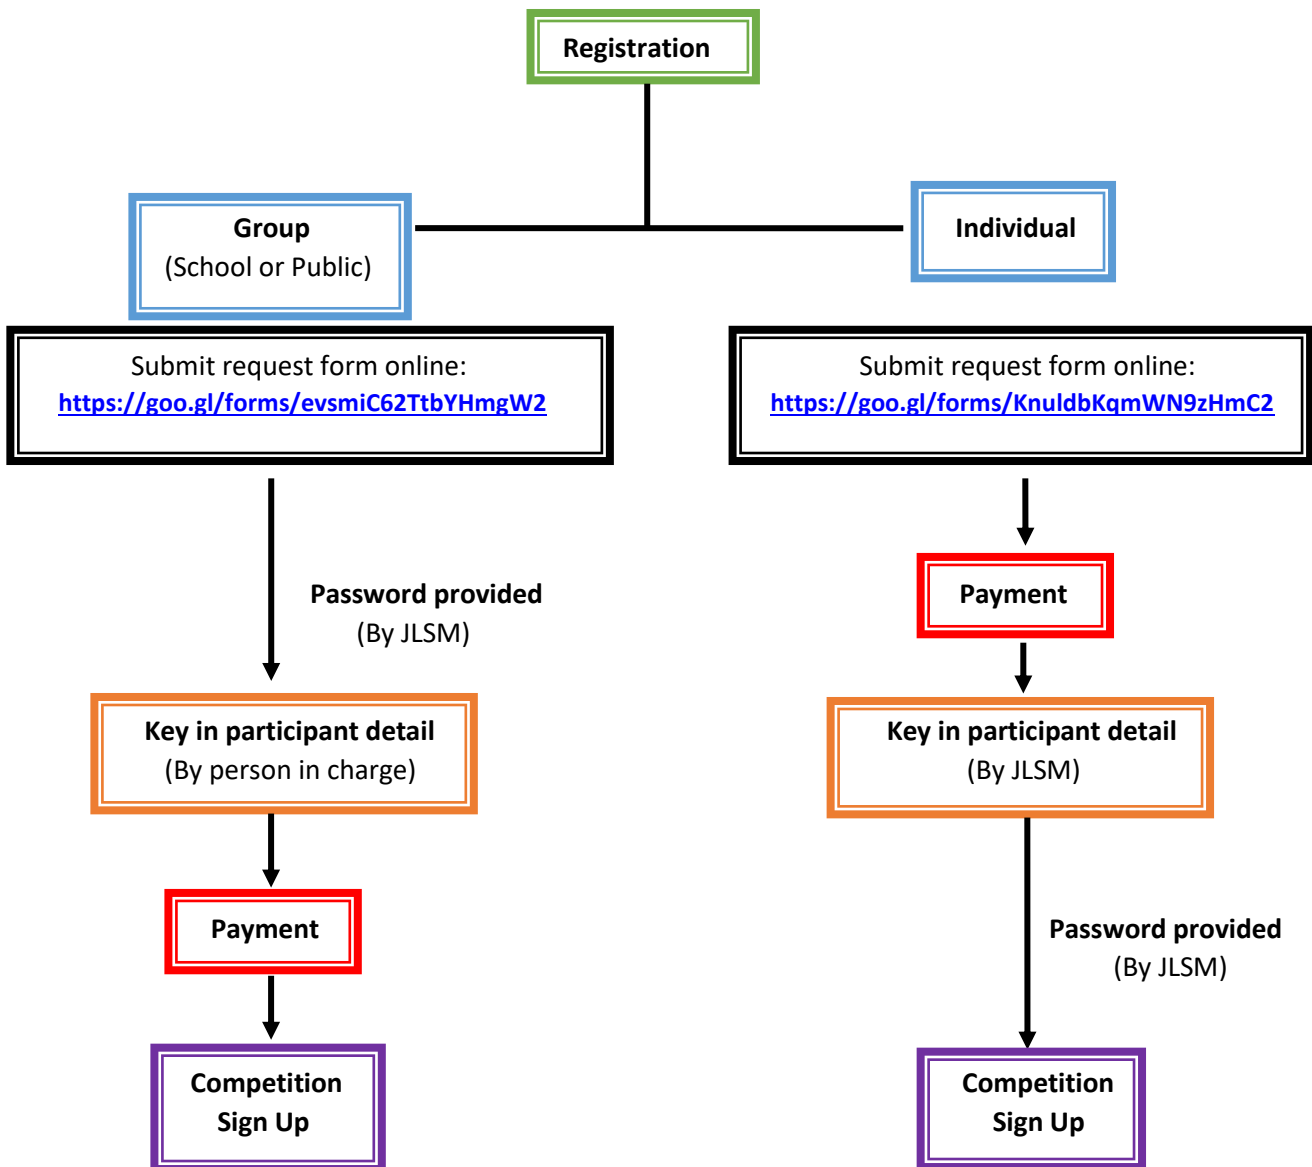 Registration
Group
(School or Public)
Individual
Submit request form online:
https://goo.gl/forms/evsmiC62TtbYHmgW2
Submit request form online:
https://goo.gl/forms/KnuldbKqmWN9zHmC2
Password provided
(By JLSM)
Payment
Key in participant detail
(By person in charge)
Key in participant detail
(By JLSM)
Payment
Password provided
(By JLSM)
Competition
Sign Up
Competition
Sign Up